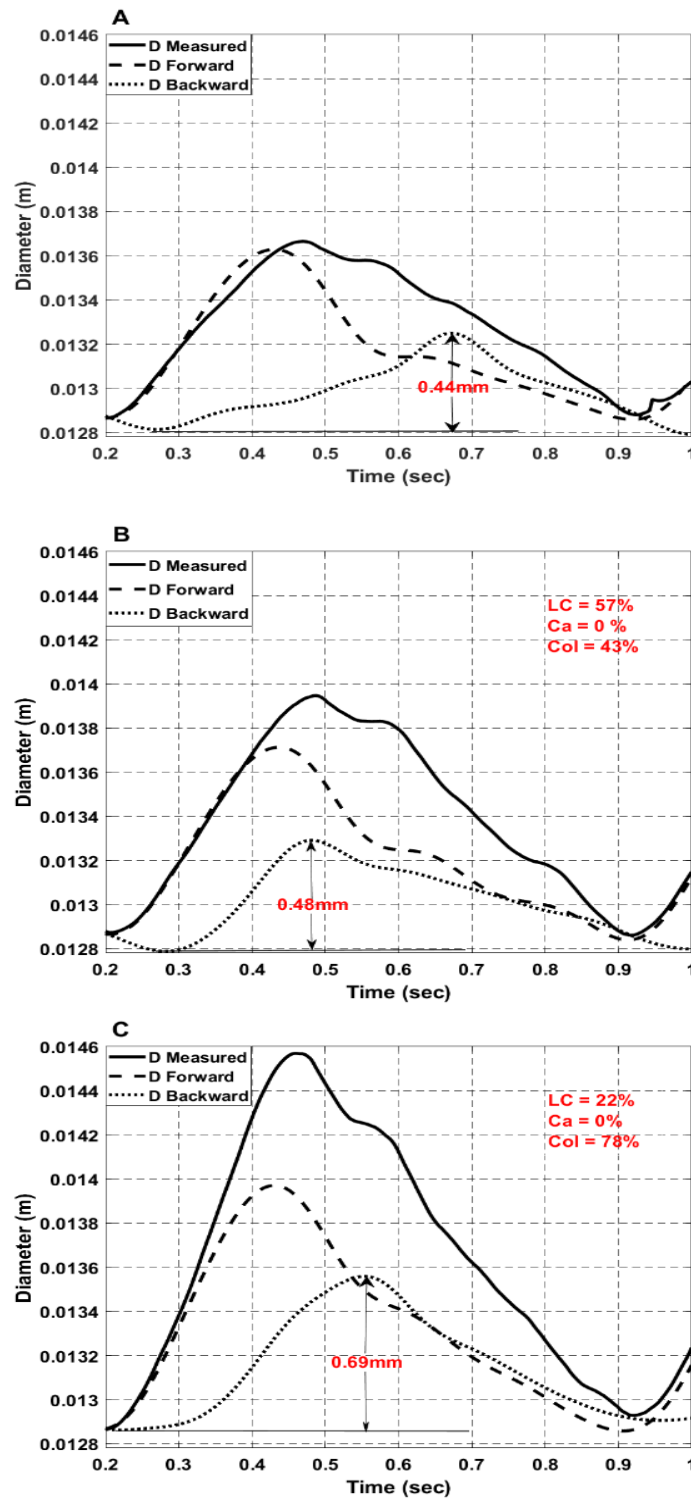 A
0.0146
0.0144
0.0142
0.014
0.0138
0.0136
0.0134
0.0132
0.013
0.0128
Diameter (m)
D Measured
D Forward
D Backward
0.44mm
0.2 0.3 0.4 0.5 0.6 0.7 0.8 0.9 1
Time (sec)
B
0.0146
0.0144
0.0142
0.014
0.0138
0.0136
0.0134
0.0132
0.013
0.0128
Diameter (m)
D Measured
D Forward
D Backward
LC = 57%
Ca = 0 %
Col = 43%
0.48mm
0.2 0.3 0.4 0.5 0.6 0.7 0.8 0.9 1
Time (sec)
C
0.0146
0.0144
0.0142
0.014
0.0138
0.0136
0.0134
0.0132
0.013
0.0128
Diameter (m)
D Measured
D Forward
D Backward
LC = 22%
Ca = 0%
Col = 78%
0.69mm
0.2 0.3 0.4 0.5 0.6 0.7 0.8 0.9 1
Time (sec)